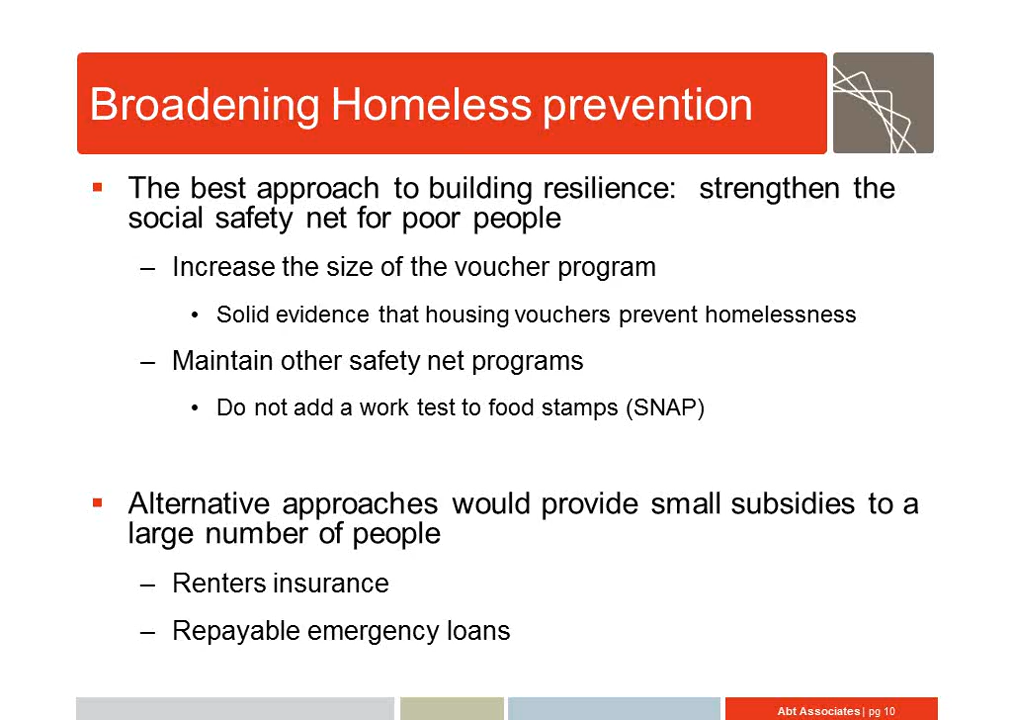 Broadening Homeless prevention
▪ The best approach to building resilience: strengthen the
social safety net for poor people
– Increase the size of the voucher program
• Solid evidence that housing vouchers prevent homelessness
– Maintain other safety net programs
• Do not add a work test to food stamps (SNAP)
▪ Alternative approaches would provide small subsidies to a
large number of people
– Renters insurance
– Repayable emergency loans
Abt Associates | pg 10